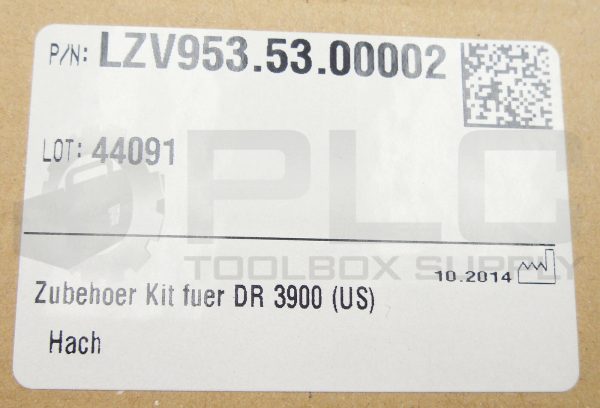 P/N: LZV953.53.00002
LOT: 44091
PLC
TOOLBOX SUPPLY
10.2014
Zubehoer Kit fuer DR 3900 (US)
Hach